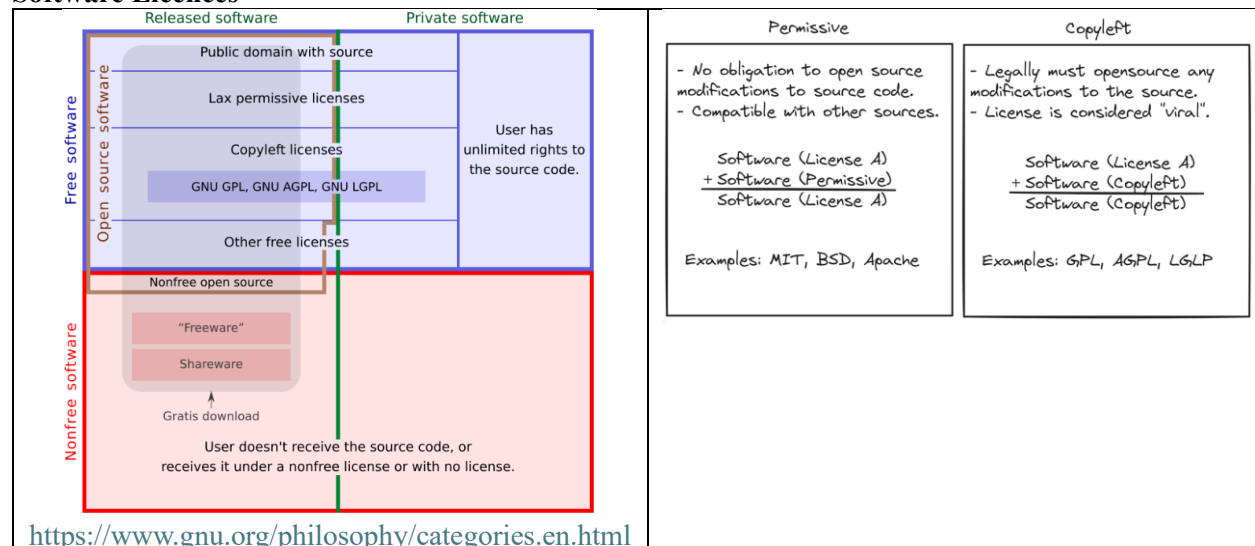 Software Licences
Released software
Private software
Free software
Open source software
Public domain with source
Lax permissive licenses
Copyleft licenses
GNU GPL, GNU AGPL, GNU LGPL
Other free licenses
User has
unlimited rights to
the source code.
Nonfree software
Nonfree open source
“Freeware”
Shareware
Gratis download
User doesn't receive the source code, or
receives it under a nonfree license or with no license.
https://www.gnu.org/philosophy/categories.en.html
Permissive
- No obligation to open source
modifications to source code.
- Compatible with other sources.
Software (License A)
+ Software (Permissive)
Software (License A)
Examples: MIT, BSD, Apache
Copyleft
- Legally must opensource any
modifications to the source.
- License is considered "viral".
Software (License A)
+ Software (Copyleft)
Software (Copyleft)
Examples: GPL, AGPL, LGLP